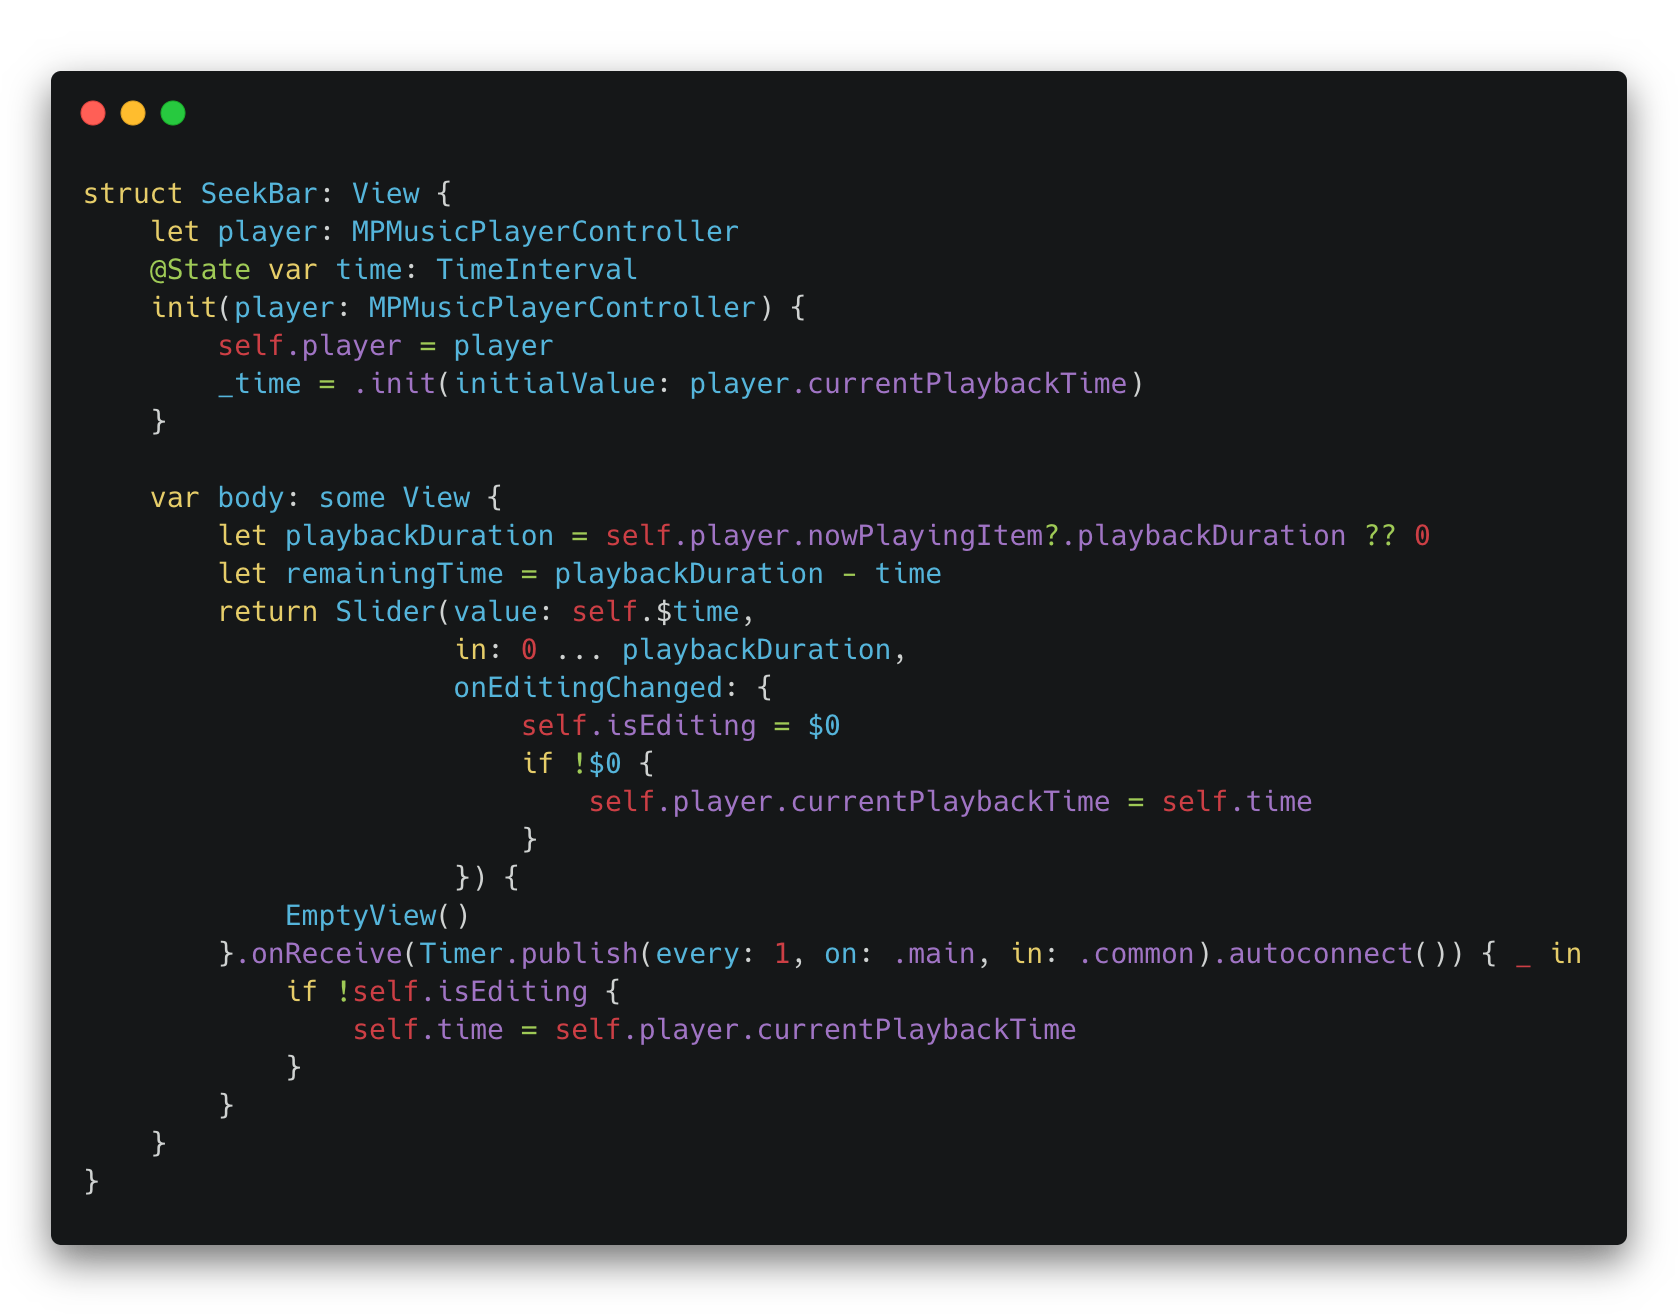 struct SeekBar: View {
    let player: MPMusicPlayerController
    @State var time: TimeInterval
    init(player: MPMusicPlayerController) {
        self.player = player
        _time = .init(initialValue: player.currentPlaybackTime)
    }

    var body: some View {
        let playbackDuration = self.player.nowPlayingItem?.playbackDuration ?? 0
        let remainingTime = playbackDuration - time
        return Slider(value: self.$time,
                      in: 0 ... playbackDuration,
                      onEditingChanged: {
                          self.isEditing = $0
                          if !$0 {
                              self.player.currentPlaybackTime = self.time
                          }
                      }) {
            EmptyView()
        }.onReceive(Timer.publish(every: 1, on: .main, in: .common).autoconnect()) { _ in
            if !self.isEditing {
                self.time = self.player.currentPlaybackTime
            }
        }
    }
}